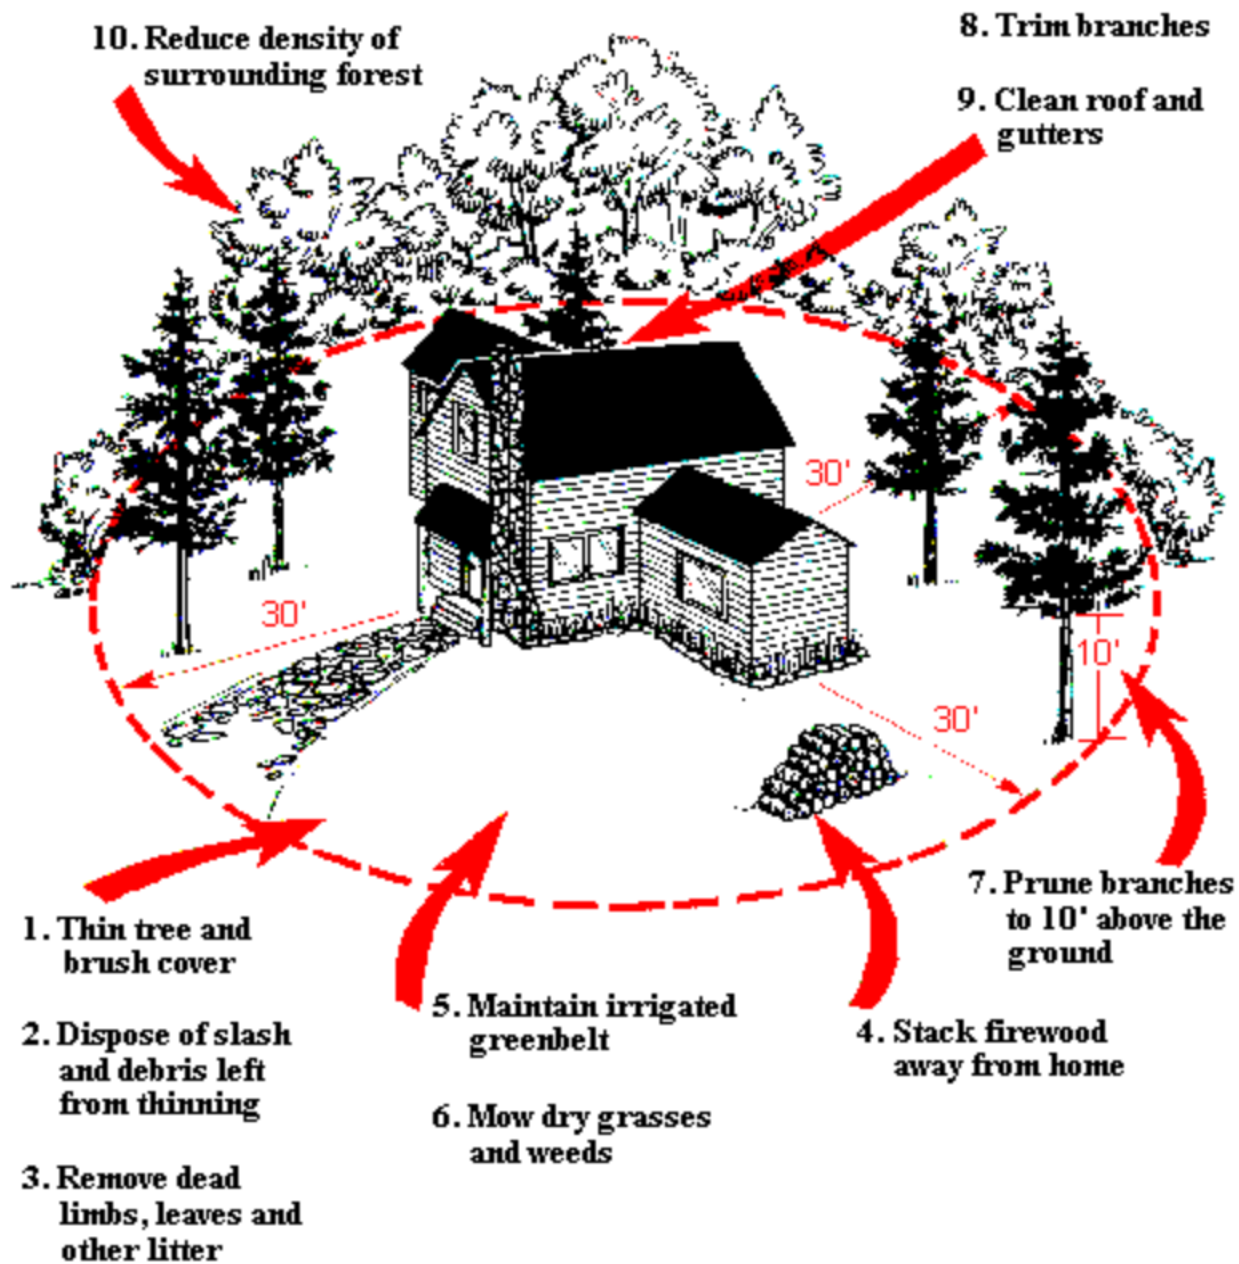 10. Reduce density of
surrounding forest
8. Trim branches
9. Clean roof and
gutters
30'
30'
30'
10'
1. Thin tree and
brush cover
2. Dispose of slash
and debris left
from thinning
3. Remove dead
limbs, leaves and
other litter
5. Maintain irrigated
greenbelt
6. Mow dry grasses
and weeds
4. Stack firewood
away from home
7. Prune branches
to 10' above the
ground